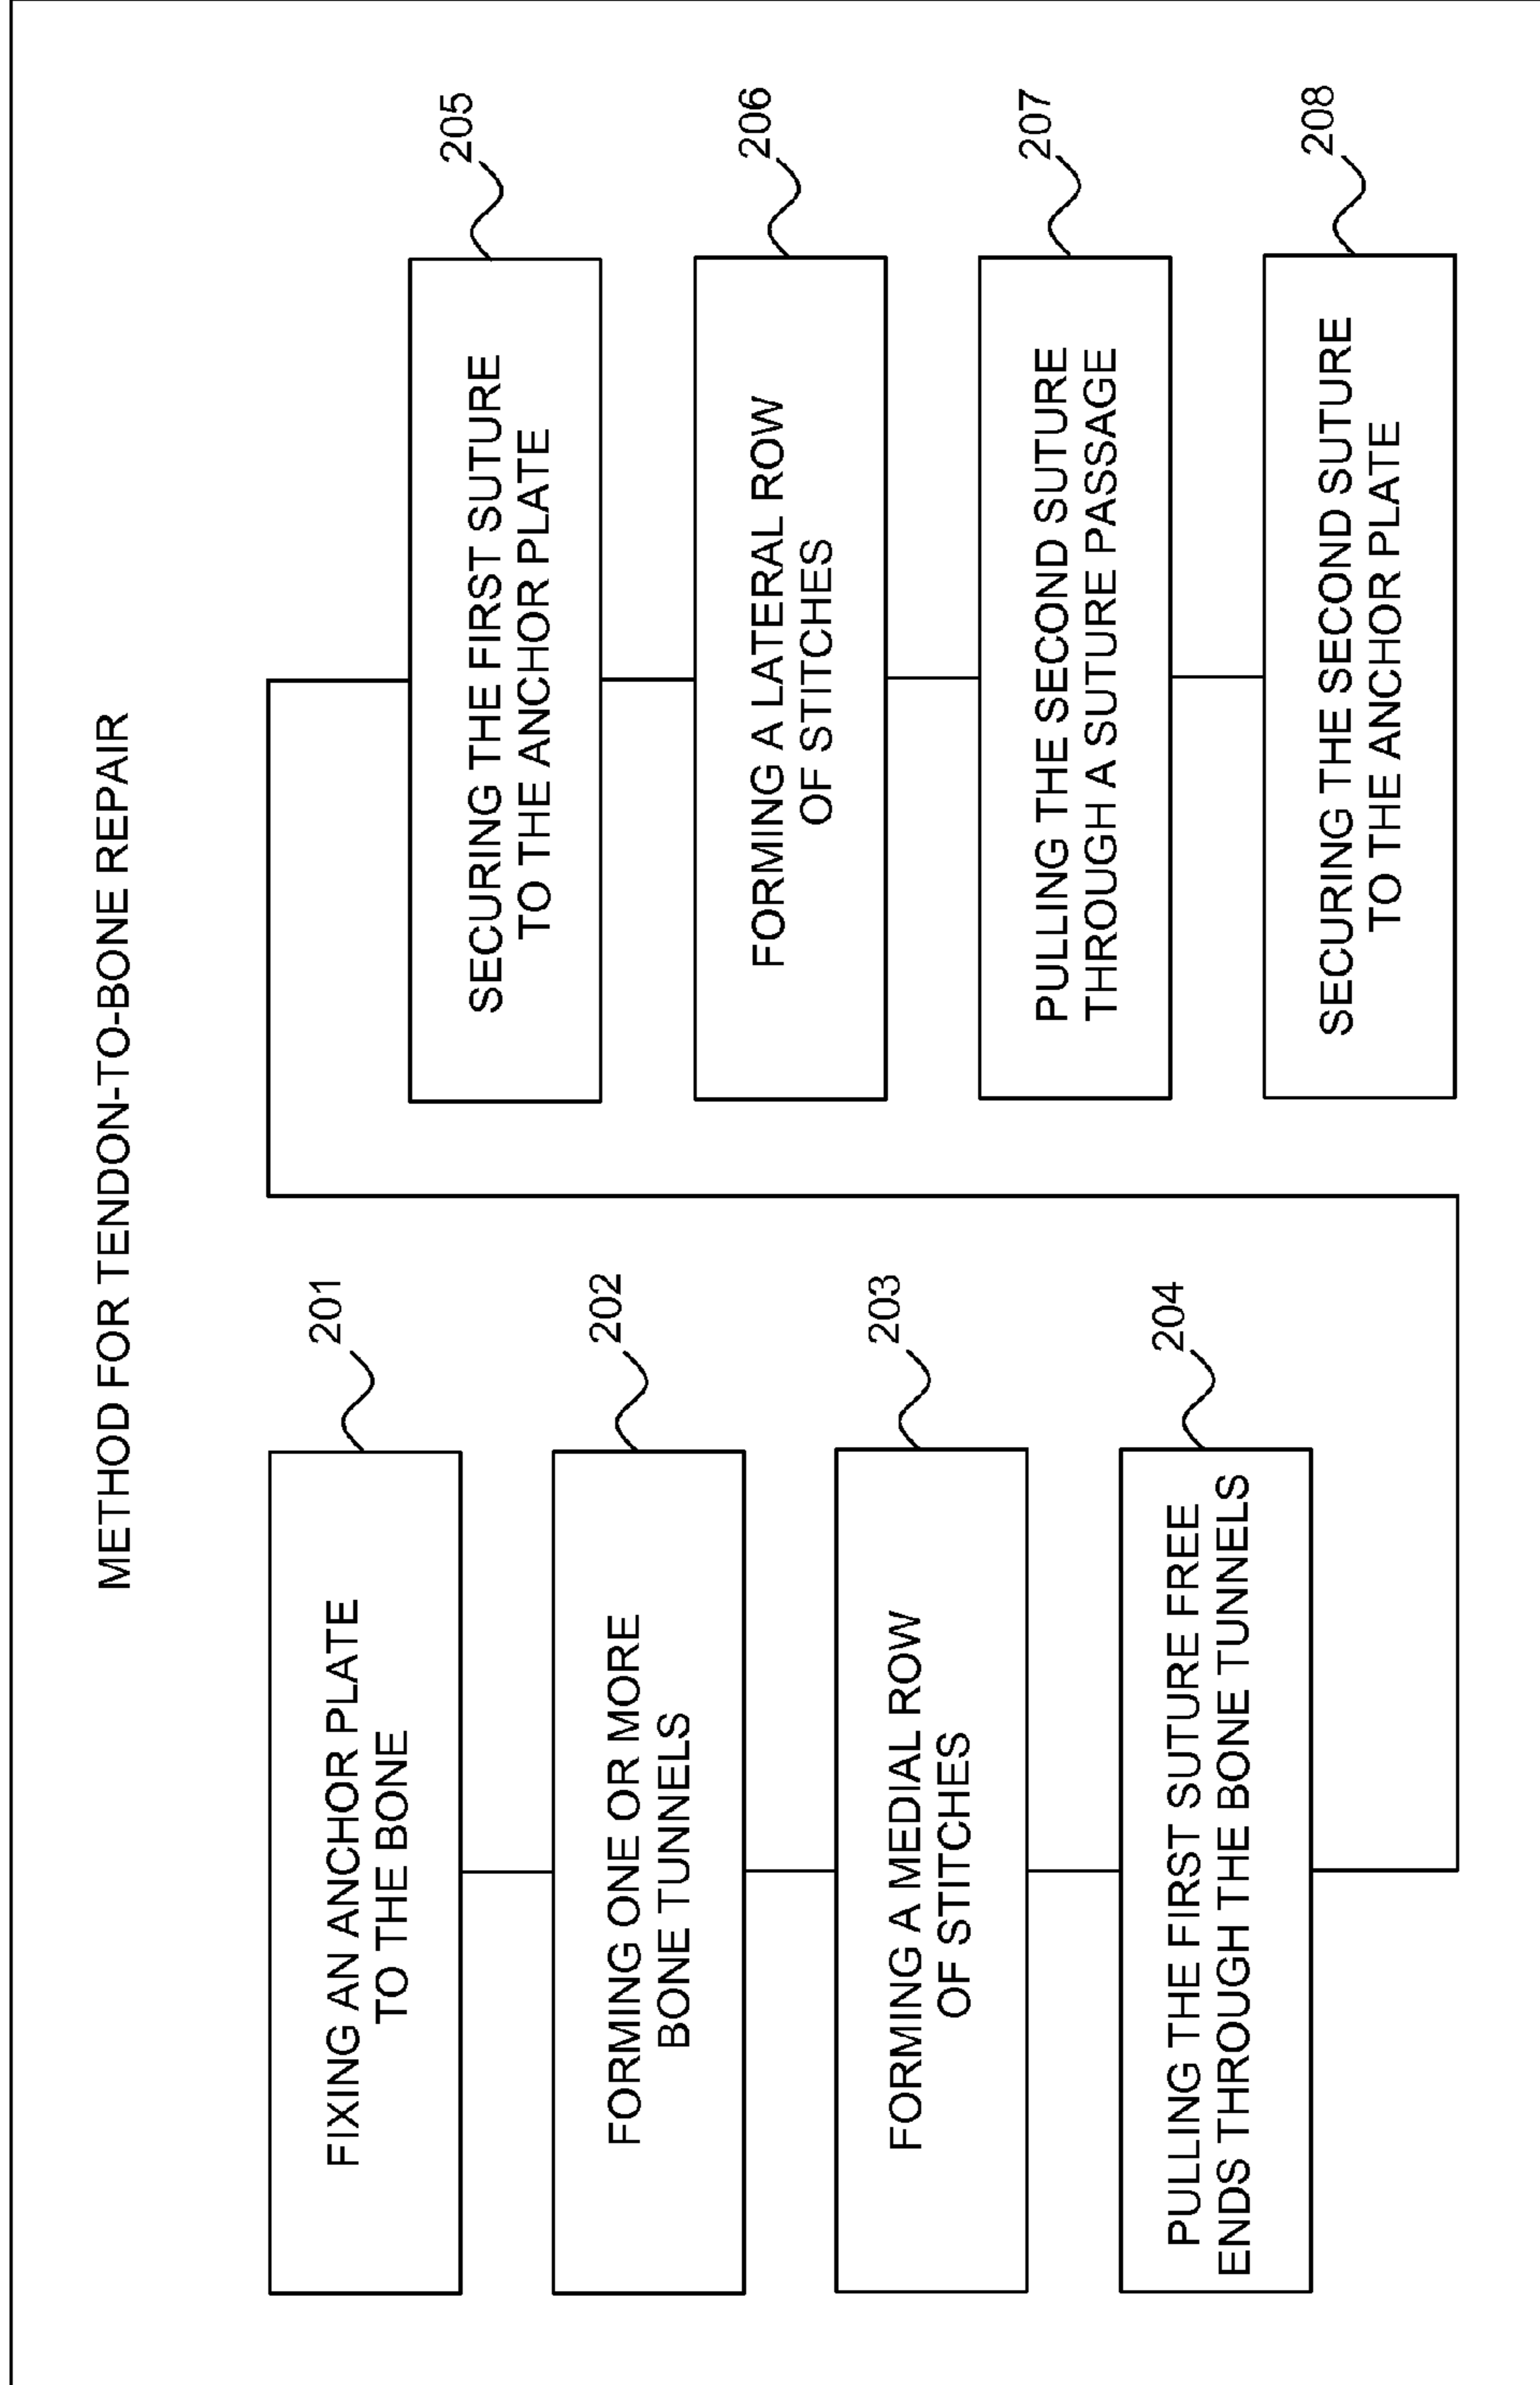 METHOD FOR TENDON-TO-BONE REPAIR
201
FIXING AN ANCHOR PLATE
TO THE BONE
202
FORMING ONE OR MORE
BONE TUNNELS
203
FORMING A MEDIAL ROW
OF STITCHES
204
PULLING THE FIRST SUTURE FREE
ENDS THROUGH THE BONE TUNNELS
205
SECURING THE FIRST SUTURE
TO THE ANCHOR PLATE
206
FORMING A LATERAL ROW
OF STITCHES
207
PULLING THE SECOND SUTURE
THROUGH A SUTURE PASSAGE
208
SECURING THE SECOND SUTURE
TO THE ANCHOR PLATE